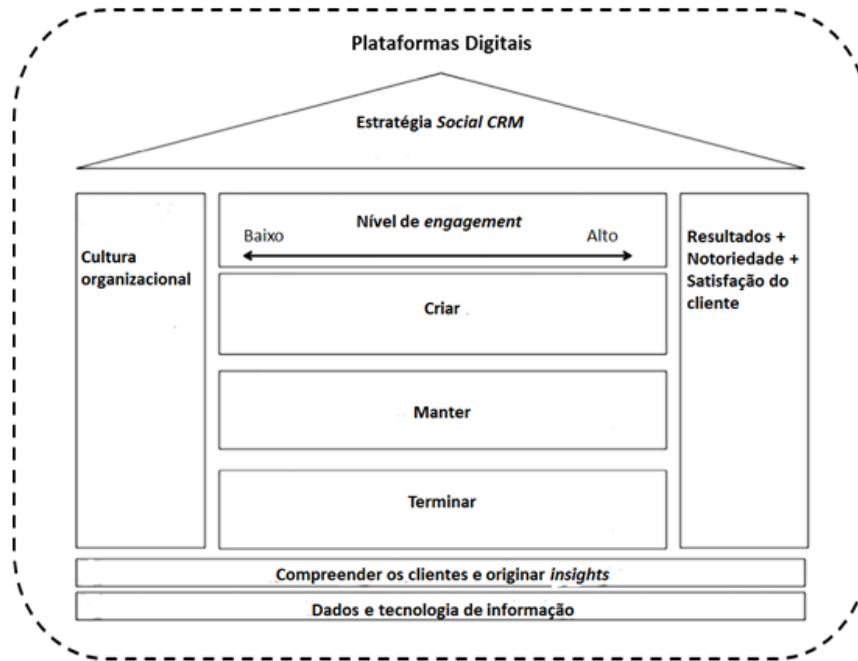 Plataformas Digitais
Estratégia Social CRM
Cultura
organizacional
Nível de engagement
Baixo
Alto
Criar
Manter
Terminar
Resultados +
Notoriedade +
Satisfação do
cliente
Compreender os clientes e originar insights
Dados e tecnologia de informação